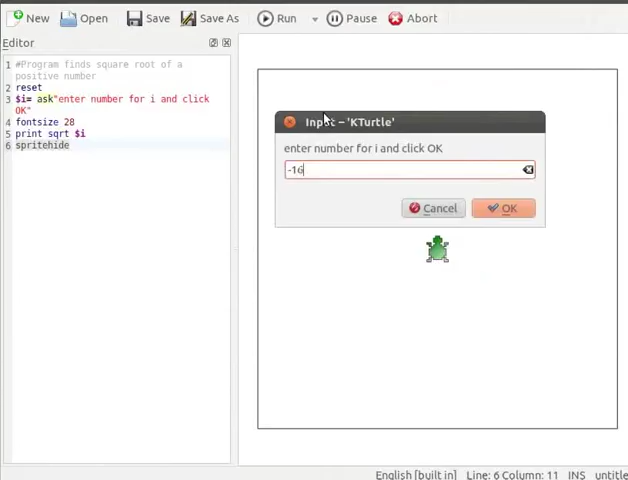 New Open Save Save As Run Pause Abort
Editor
1 #Program finds square root of a
positive number
2 reset
3 $i= ask"enter number for i and click
OK"
4 fontsize 28
5 print sqrt $i
6 spritehide
Input – 'KTurtle'
enter number for i and click OK
-16
Cancel OK
English [built in] Line: 6 Column: 11 INS untitle